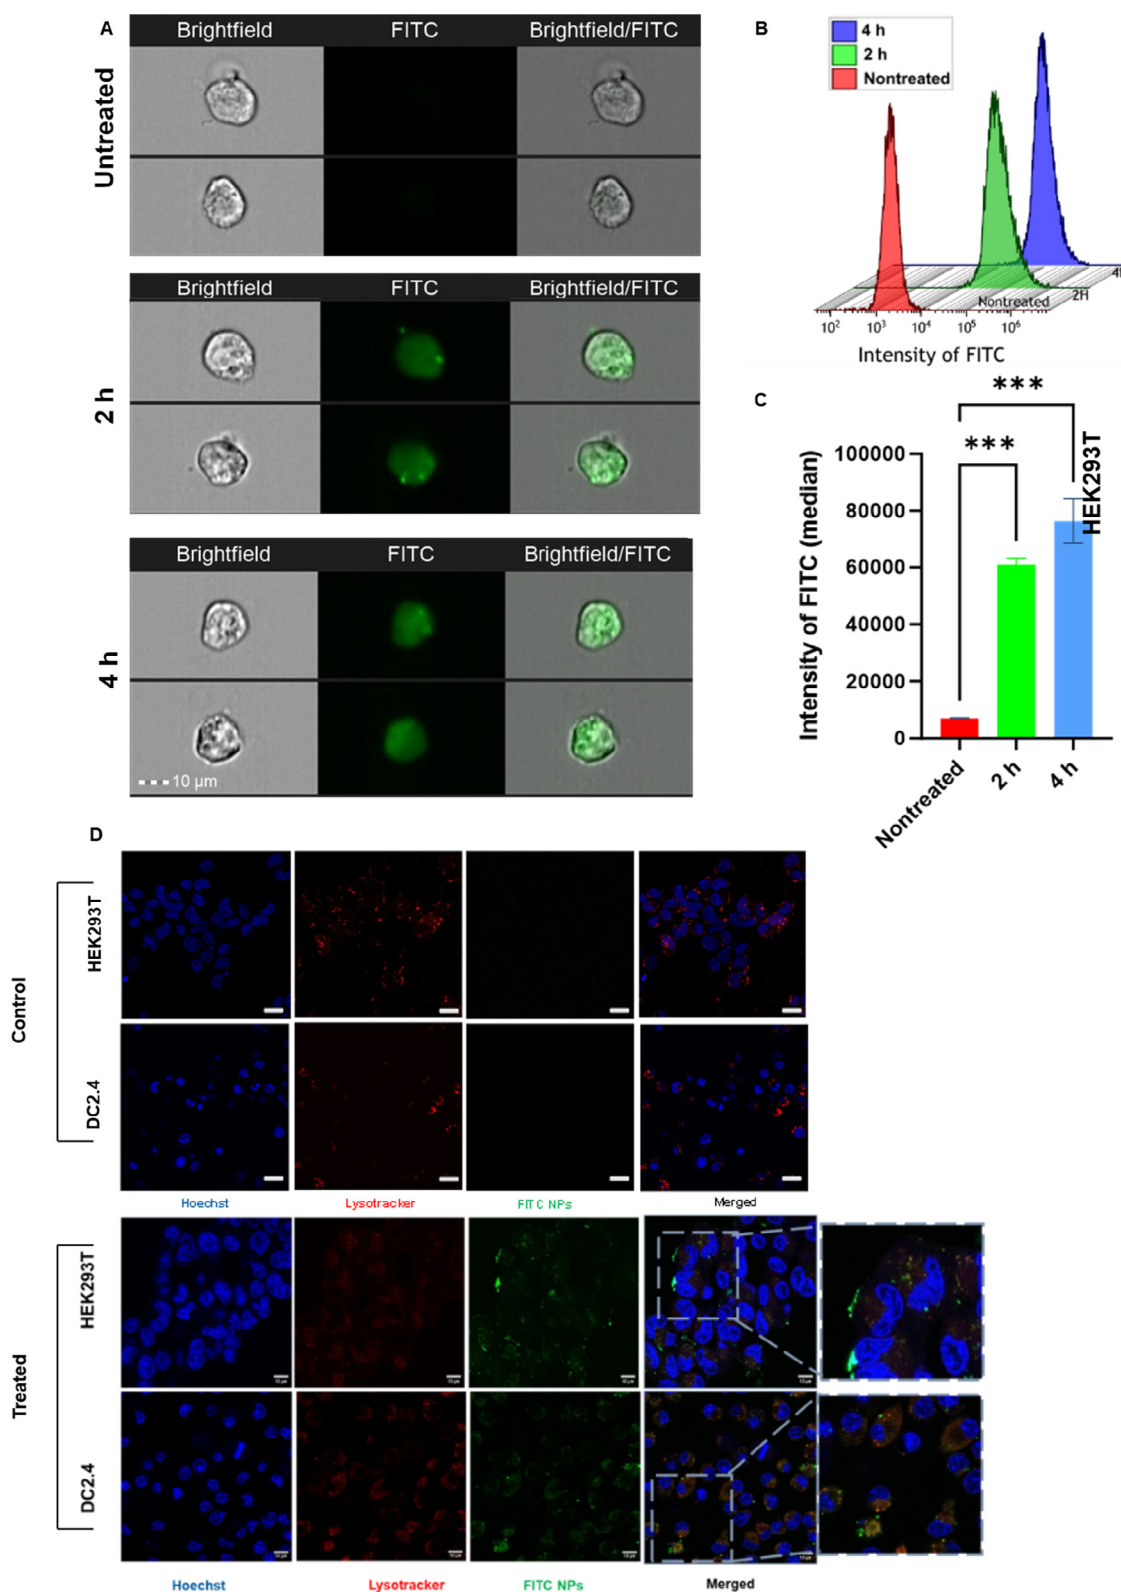 A
Brightfield FITC Brightfield/FITC
Untreated
Brightfield FITC Brightfield/FITC
2 h
Brightfield FITC Brightfield/FITC
4 h
10 µm
B
4 h
2 h
Nontreated
Nontreated
2H
10² 10³ 10⁴ 10⁵ 10⁶
Intensity of FITC
C
***
***
HEK293T
Intensity of FITC (median)
100000
80000
60000
40000
20000
0
Nontreated
2 h
4 h
D
Control
HEK293T
DC2.4
Hoechst Lysotracker FITC NPs Merged
Treated
HEK293T
DC2.4
Hoechst Lysotracker FITC NPs Merged